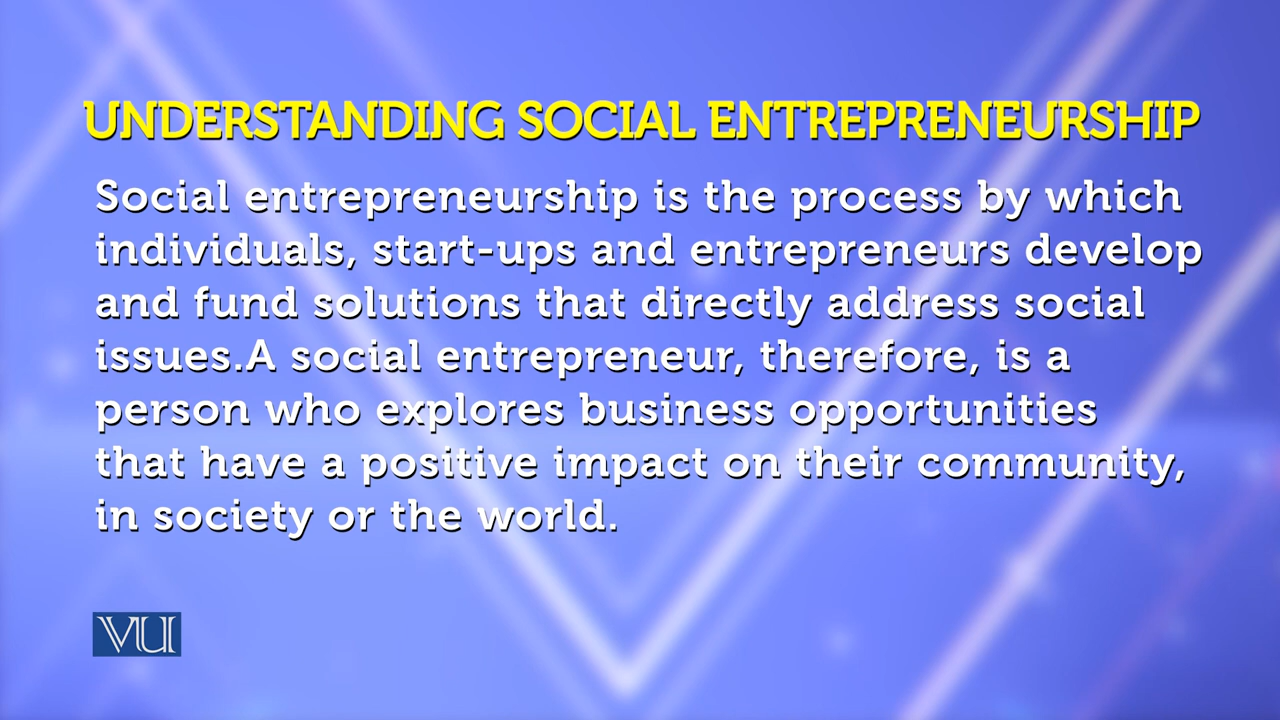 UNDERSTANDING SOCIAL ENTREPRENEURSHIP
Social entrepreneurship is the process by which
individuals, start-ups and entrepreneurs develop
and fund solutions that directly address social
issues.A social entrepreneur, therefore, is a
person who explores business opportunities
that have a positive impact on their community,
in society or the world.
VU